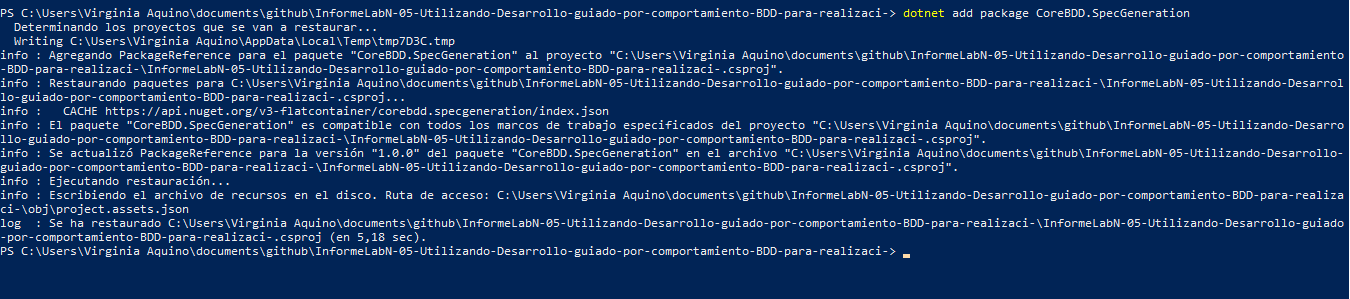 PS C:\Users\Virginia Aquino\documents\github\InformeLabN-05-Utilizando-Desarrollo-guiado-por-comportamiento-BDD-para-realizaci-> dotnet add package CoreBDD.SpecGeneration
  Determinando los proyectos que se van a restaurar...
  Writing C:\Users\Virginia Aquino\AppData\Local\Temp\tmp7D3C.tmp
info : Agregando PackageReference para el paquete "CoreBDD.SpecGeneration" al proyecto "C:\Users\Virginia Aquino\documents\github\InformeLabN-05-Utilizando-Desarrollo-guiado-por-comportamiento
-BDD-para-realizaci-\InformeLabN-05-Utilizando-Desarrollo-guiado-por-comportamiento-BDD-para-realizaci-.csproj".
info : Restaurando paquetes para C:\Users\Virginia Aquino\documents\github\InformeLabN-05-Utilizando-Desarrollo-guiado-por-comportamiento-BDD-para-realizaci-\InformeLabN-05-Utilizando-Desarrol
lo-guiado-por-comportamiento-BDD-para-realizaci-.csproj...
info :   CACHE https://api.nuget.org/v3-flatcontainer/corebdd.specgeneration/index.json
info : El paquete "CoreBDD.SpecGeneration" es compatible con todos los marcos de trabajo especificados del proyecto "C:\Users\Virginia Aquino\documents\github\InformeLabN-05-Utilizando-Desarro
llo-guiado-por-comportamiento-BDD-para-realizaci-\InformeLabN-05-Utilizando-Desarrollo-guiado-por-comportamiento-BDD-para-realizaci-.csproj".
info : Se actualizó PackageReference para la versión "1.0.0" del paquete "CoreBDD.SpecGeneration" en el archivo "C:\Users\Virginia Aquino\documents\github\InformeLabN-05-Utilizando-Desarrollo-
guiado-por-comportamiento-BDD-para-realizaci-\InformeLabN-05-Utilizando-Desarrollo-guiado-por-comportamiento-BDD-para-realizaci-.csproj".
info : Ejecutando restauración...
info : Escribiendo el archivo de recursos en el disco. Ruta de acceso: C:\Users\Virginia Aquino\documents\github\InformeLabN-05-Utilizando-Desarrollo-guiado-por-comportamiento-BDD-para-realiza
ci-\obj\project.assets.json
log  : Se ha restaurado C:\Users\Virginia Aquino\documents\github\InformeLabN-05-Utilizando-Desarrollo-guiado-por-comportamiento-BDD-para-realizaci-\InformeLabN-05-Utilizando-Desarrollo-guiado
-por-comportamiento-BDD-para-realizaci-.csproj (en 5,18 sec).
PS C:\Users\Virginia Aquino\documents\github\InformeLabN-05-Utilizando-Desarrollo-guiado-por-comportamiento-BDD-para-realizaci->